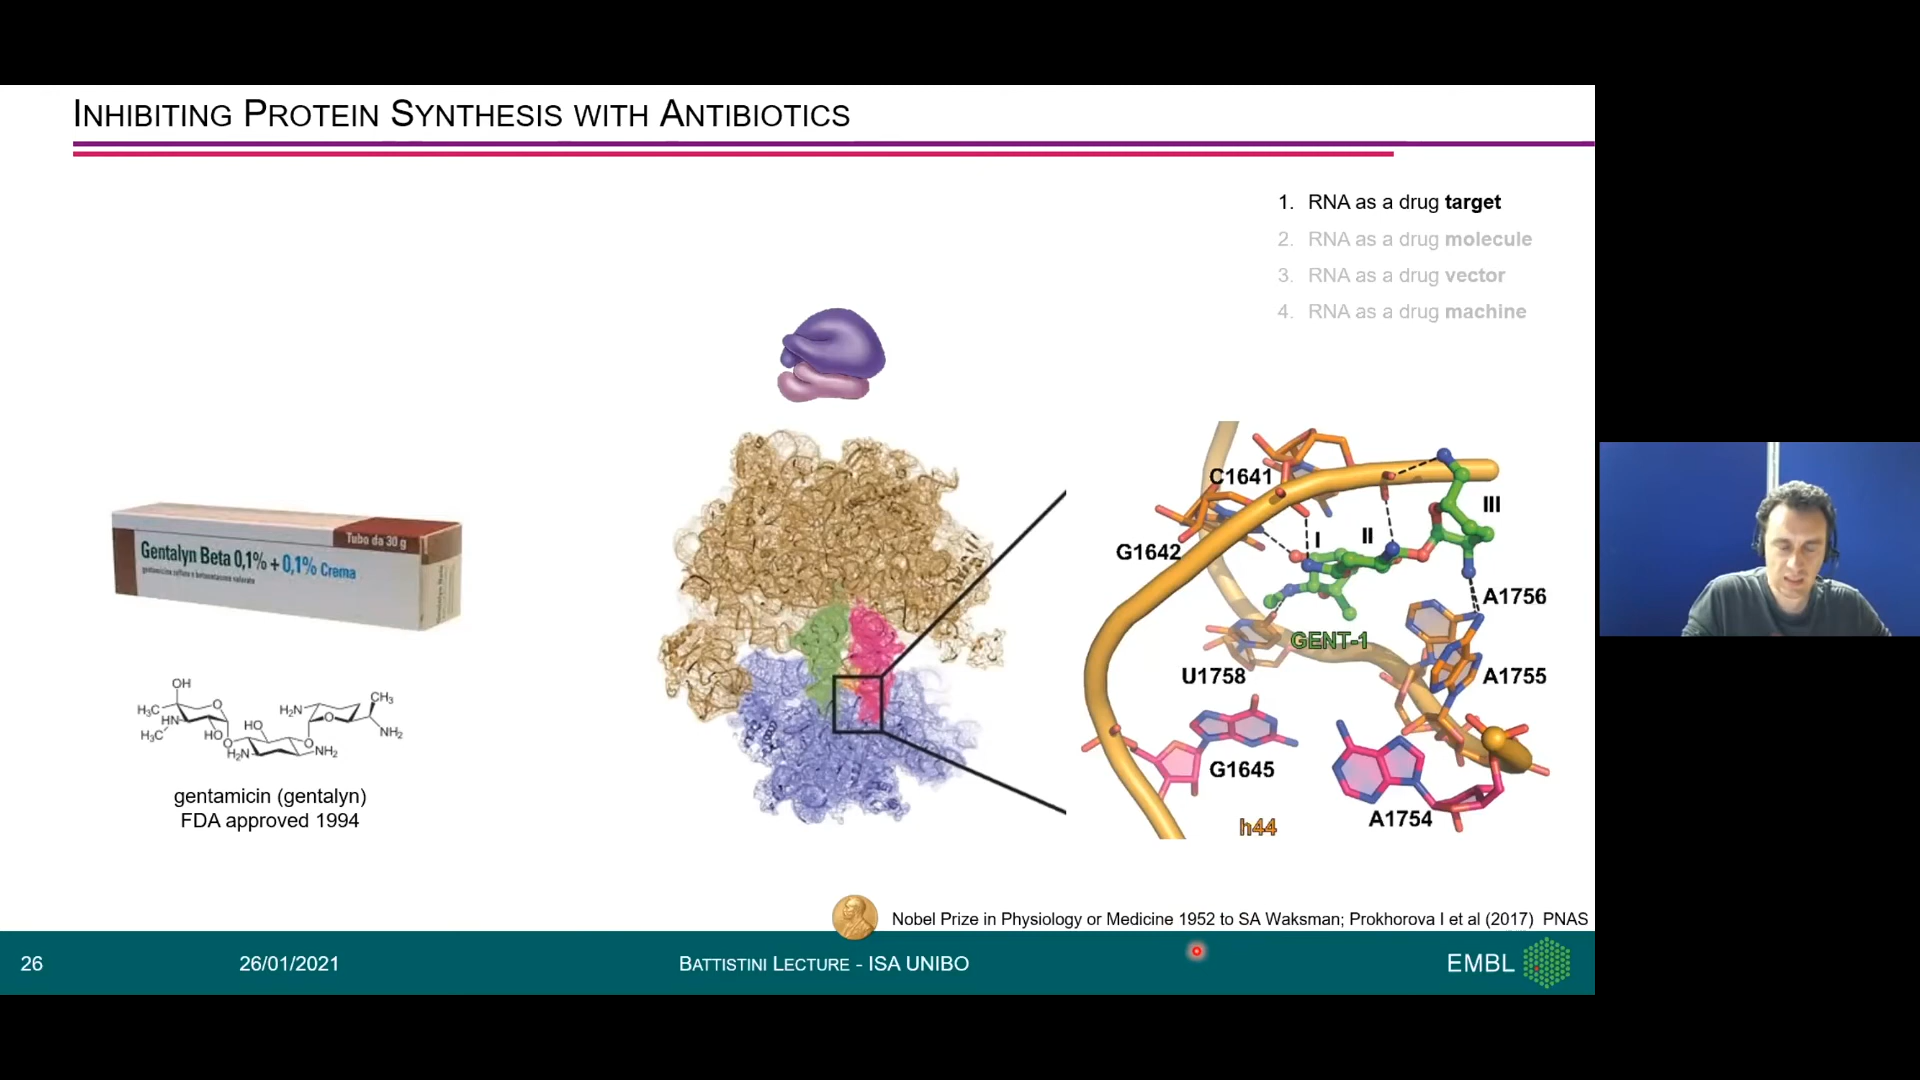 INHIBITING PROTEIN SYNTHESIS WITH ANTIBIOTICS
1. RNA as a drug target
2. RNA as a drug molecule
3. RNA as a drug vector
4. RNA as a drug machine
Tubo da 30 g
Gentalyn Beta 0,1% + 0,1% Crema
gentamicina solfato e betametasone valerato
OH
H₃C
O
HN
H₃C
HO
O
HO
H₂N
NH₂
O
H₂N
O
CH₃
NH₂
gentamicin (gentalyn)
FDA approved 1994
C1641
G1642
I
II
III
A1756
GENT-1
U1758
A1755
G1645
A1754
h44
Nobel Prize in Physiology or Medicine 1952 to SA Waksman; Prokhorova I et al (2017) PNAS
26
26/01/2021
BATTISTINI LECTURE - ISA UNIBO
EMBL